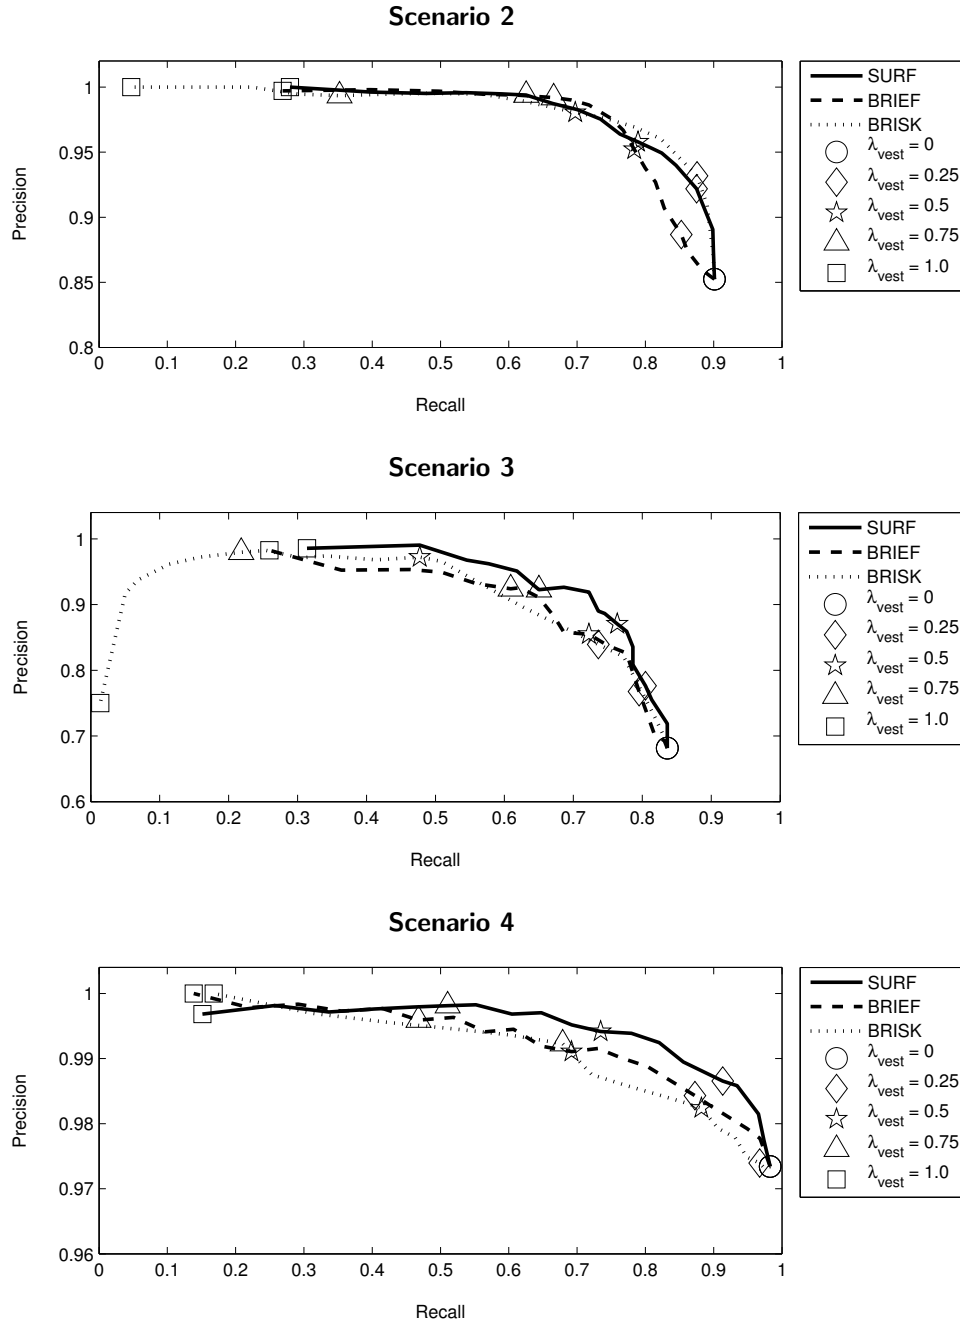 Scenario 2
1
0.95
0.9
0.85
0.8
0 0.1 0.2 0.3 0.4 0.5 0.6 0.7 0.8 0.9 1
Precision
Recall
SURF
BRIEF
BRISK
λvest = 0
λvest = 0.25
λvest = 0.5
λvest = 0.75
λvest = 1.0
Scenario 3
1
0.9
0.8
0.7
0.6
0 0.1 0.2 0.3 0.4 0.5 0.6 0.7 0.8 0.9 1
Precision
Recall
SURF
BRIEF
BRISK
λvest = 0
λvest = 0.25
λvest = 0.5
λvest = 0.75
λvest = 1.0
Scenario 4
1
0.99
0.98
0.97
0.96
0 0.1 0.2 0.3 0.4 0.5 0.6 0.7 0.8 0.9 1
Precision
Recall
SURF
BRIEF
BRISK
λvest = 0
λvest = 0.25
λvest = 0.5
λvest = 0.75
λvest = 1.0